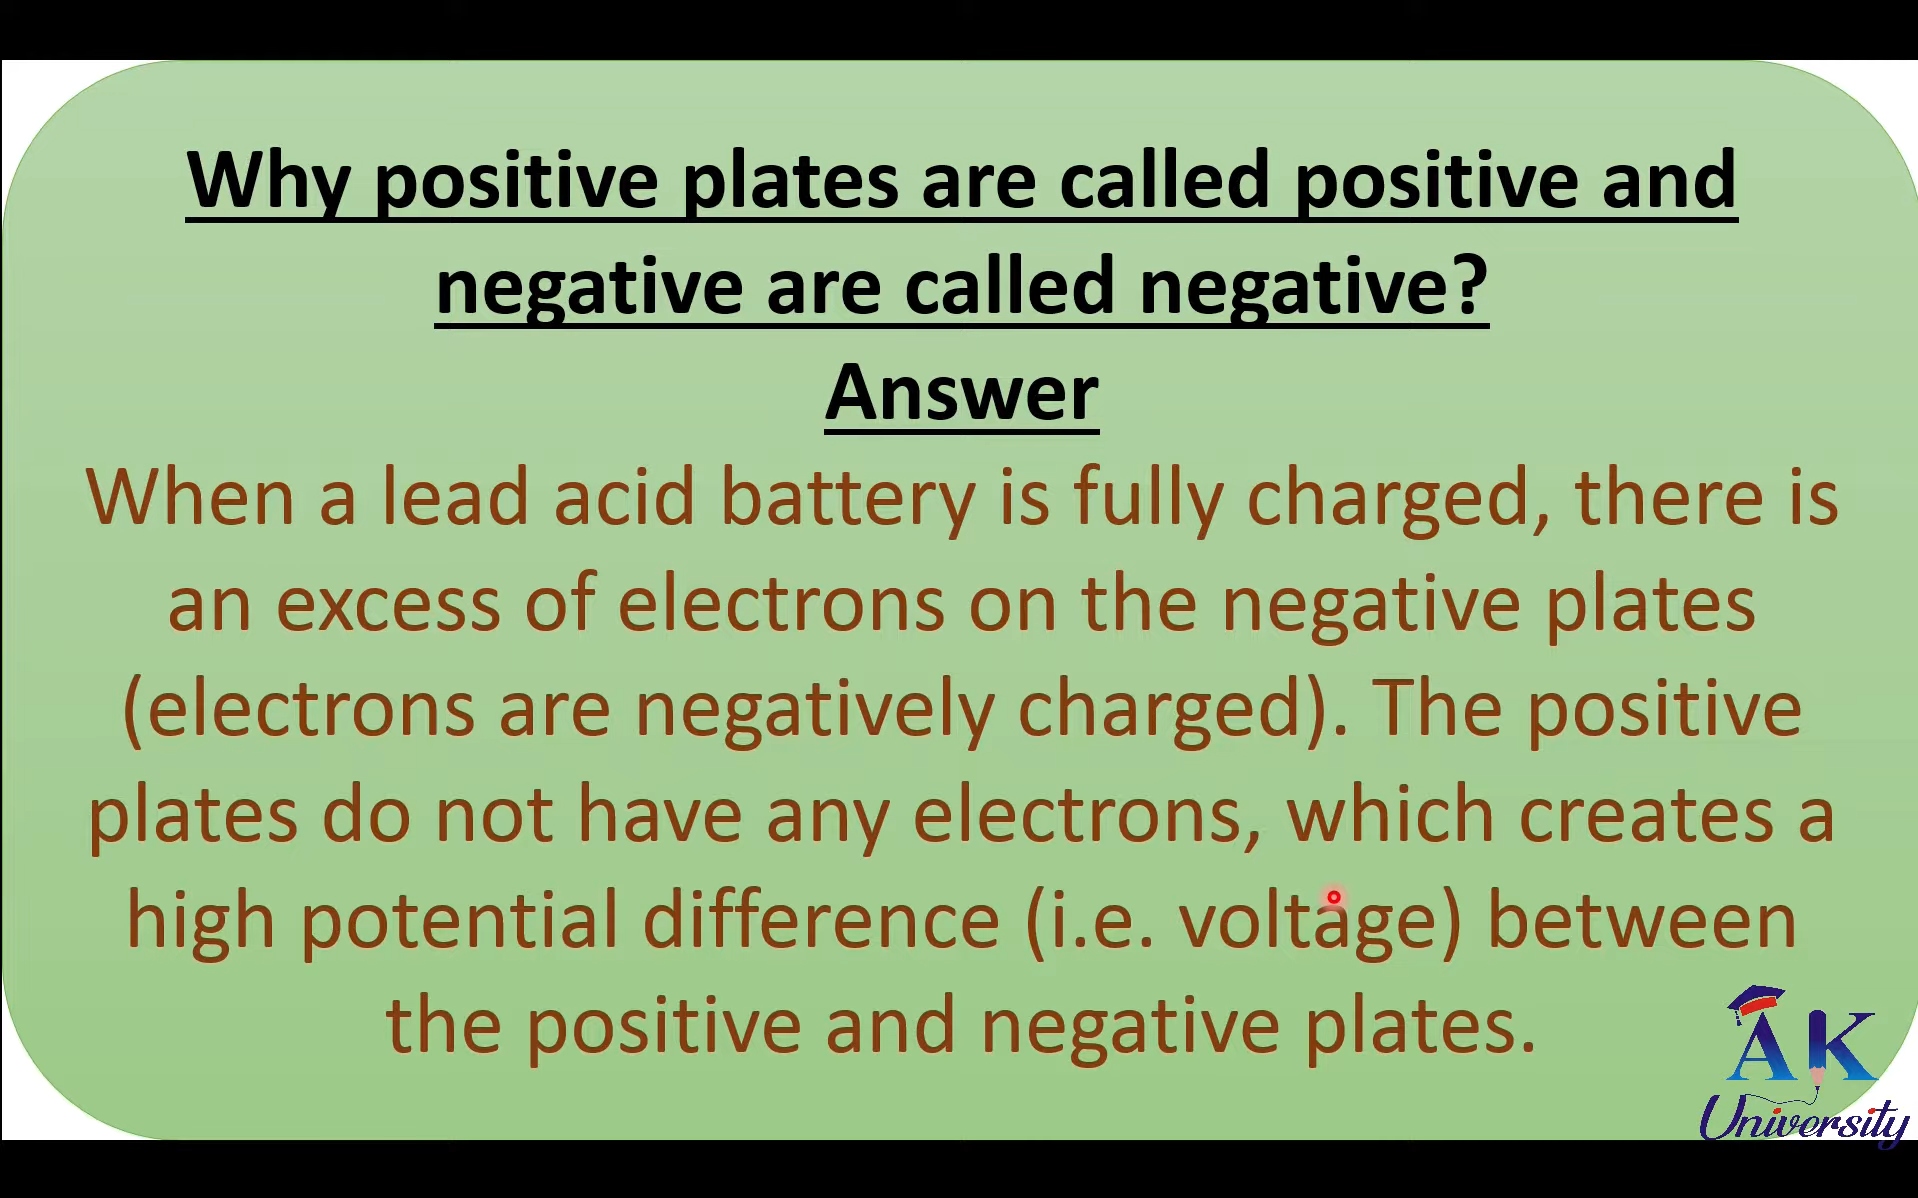 Why positive plates are called positive and
negative are called negative?
Answer
When a lead acid battery is fully charged, there is
an excess of electrons on the negative plates
(electrons are negatively charged). The positive
plates do not have any electrons, which creates a
high potential difference (i.e. voltage) between
the positive and negative plates.
AK
University